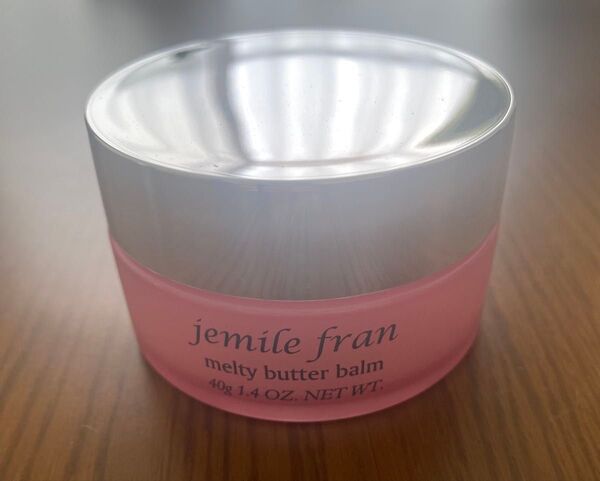 jemile fran
melty butter balm
40g 1.4 OZ. NET WT.